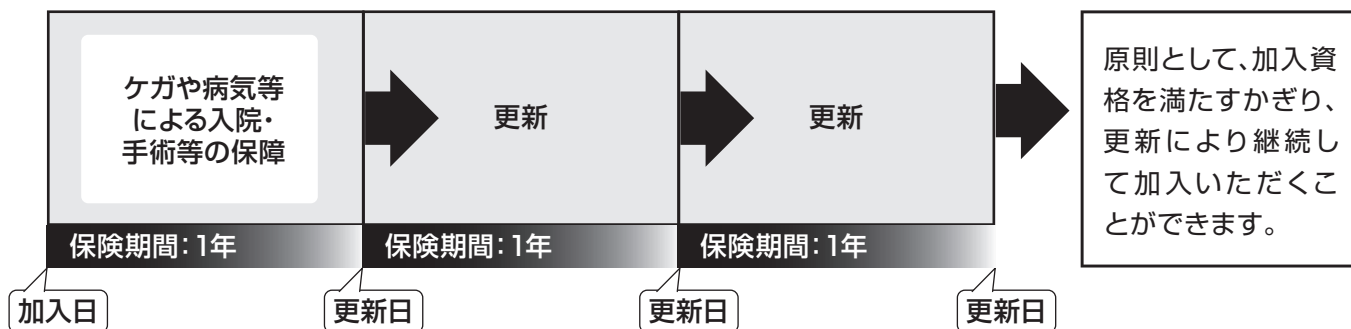 ケガや病気等
による入院・
手術等の保障
更新
更新
原則として、加入資
格を満たすかぎり、
更新により継続し
て加入いただくこ
とができます。
保険期間：1年
保険期間：1年
保険期間：1年
加入日
更新日
更新日
更新日